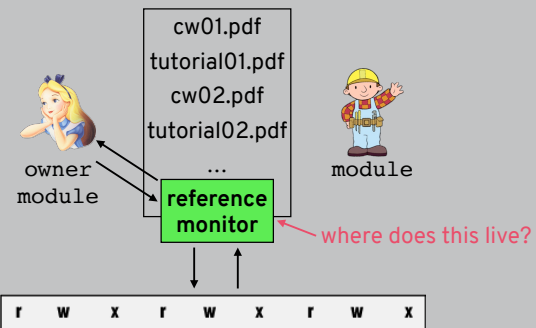 cw01.pdf
tutorial01.pdf
cw02.pdf
tutorial02.pdf
...
owner
module
module
reference
monitor
where does this live?
r w x r w x r w x